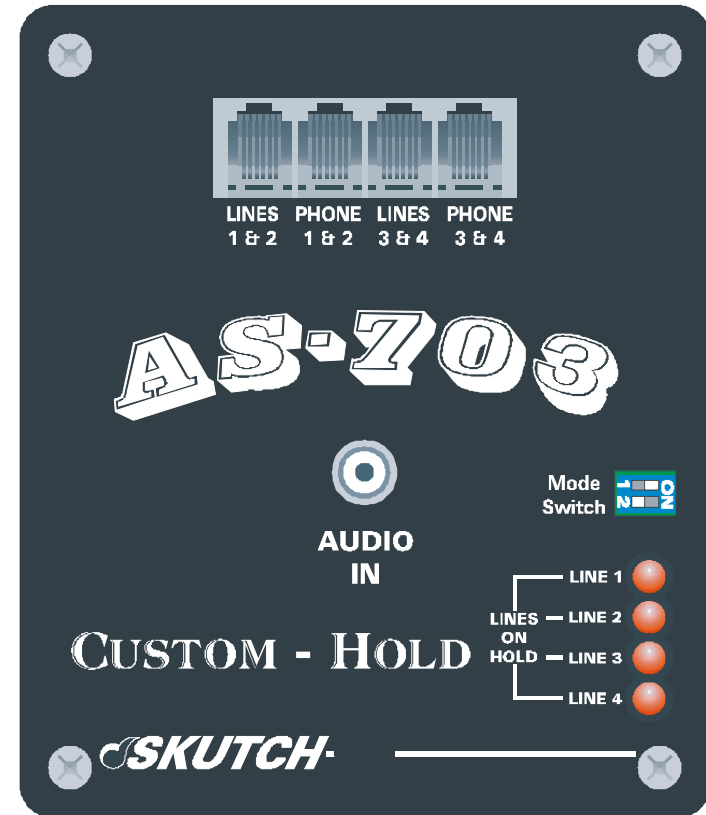 LINES PHONE LINES PHONE
1 & 2 1 & 2 3 & 4 3 & 4
AS-703
Mode
Switch
1 2 ON
AUDIO
IN
LINES
ON
HOLD
LINE 1
LINE 2
LINE 3
LINE 4
CUSTOM - HOLD
SKUTCH